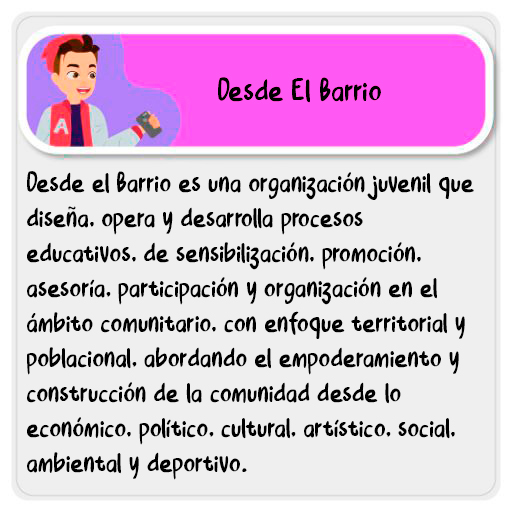 Desde El Barrio
A
Desde el Barrio es una organización juvenil que
diseña, opera y desarrolla procesos
educativos, de sensibilización, promoción,
asesoría, participación y organización en el
ámbito comunitario, con enfoque territorial y
poblacional, abordando el empoderamiento y
construcción de la comunidad desde lo
económico, político, cultural, artístico, social,
ambiental y deportivo.